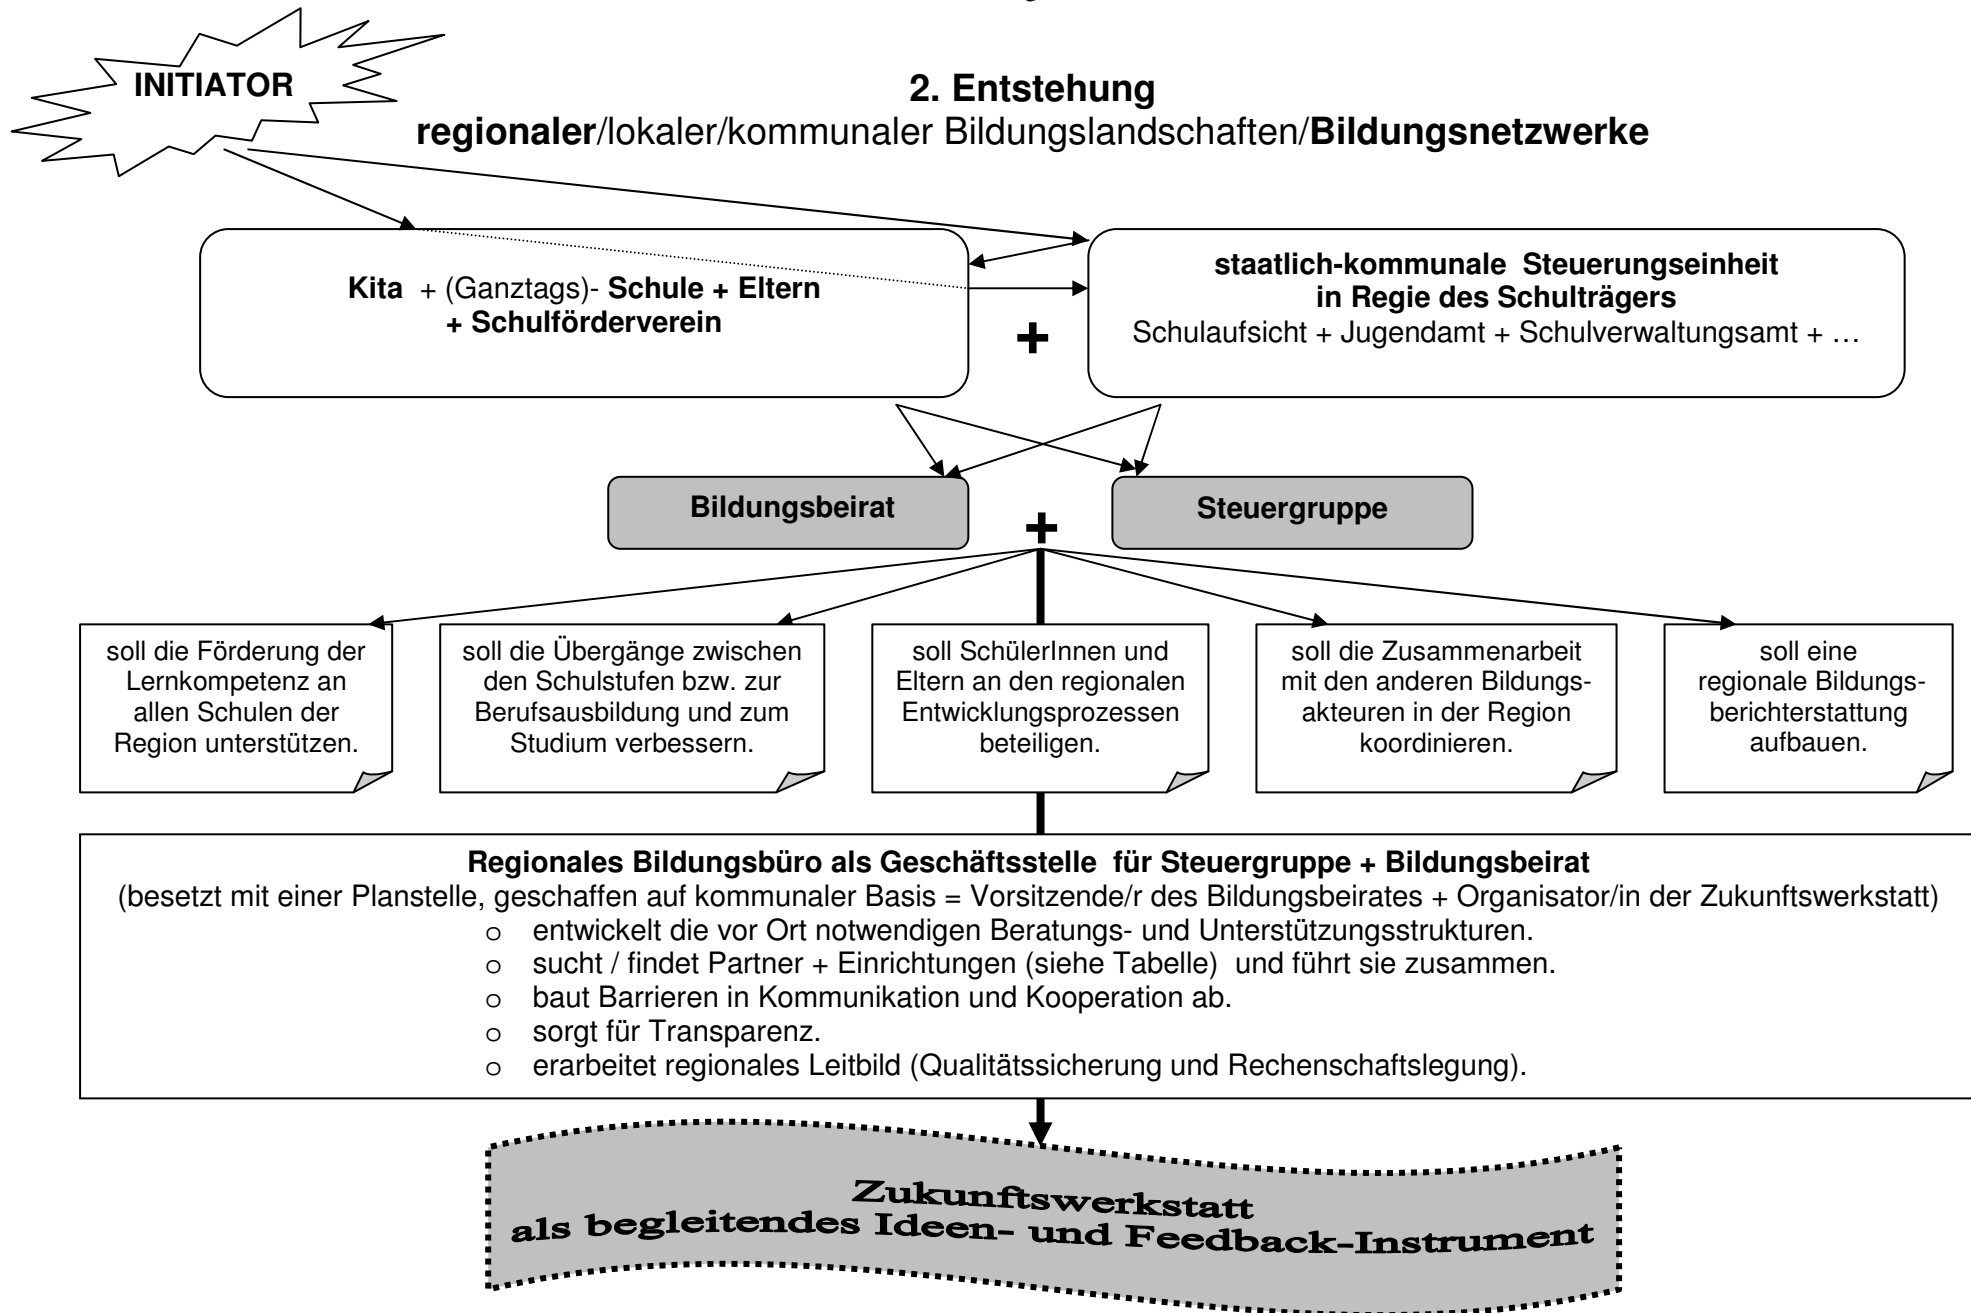 INITIATOR
2. Entstehung
regionaler/lokaler/kommunaler Bildungslandschaften/Bildungsnetzwerke
Kita + (Ganztags)- Schule + Eltern
+ Schulförderverein
+
staatlich-kommunale Steuerungseinheit
in Regie des Schulträgers
Schulaufsicht + Jugendamt + Schulverwaltungsamt + …
Bildungsbeirat
+
Steuergruppe
soll die Förderung der
Lernkompetenz an
allen Schulen der
Region unterstützen.
soll die Übergänge zwischen
den Schulstufen bzw. zur
Berufsausbildung und zum
Studium verbessern.
soll SchülerInnen und
Eltern an den regionalen
Entwicklungsprozessen
beteiligen.
soll die Zusammenarbeit
mit den anderen Bildungs-
akteuren in der Region
koordinieren.
soll eine
regionale Bildungs-
berichterstattung
aufbauen.
Regionales Bildungsbüro als Geschäftsstelle für Steuergruppe + Bildungsbeirat
(besetzt mit einer Planstelle, geschaffen auf kommunaler Basis = Vorsitzende/r des Bildungsbeirates + Organisator/in der Zukunftswerkstatt)
o entwickelt die vor Ort notwendigen Beratungs- und Unterstützungsstrukturen.
o sucht / findet Partner + Einrichtungen (siehe Tabelle) und führt sie zusammen.
o baut Barrieren in Kommunikation und Kooperation ab.
o sorgt für Transparenz.
o erarbeitet regionales Leitbild (Qualitätssicherung und Rechenschaftslegung).
Zukunftswerkstatt
als begleitendes Ideen- und Feedback-Instrument